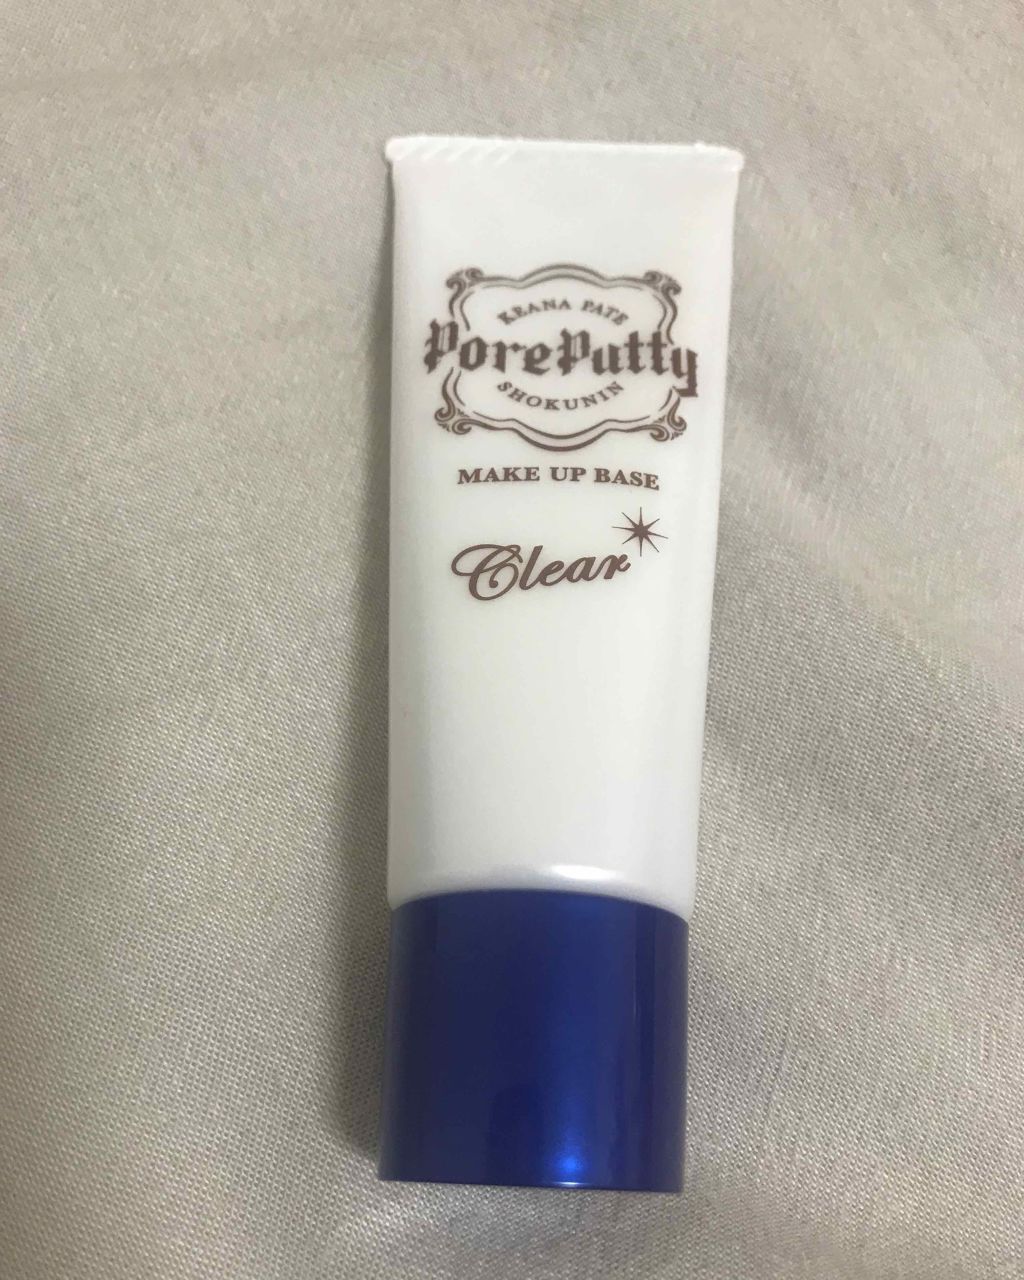 KEANA PATE
PorePutty
SHOKUNIN
MAKE UP BASE
Clear